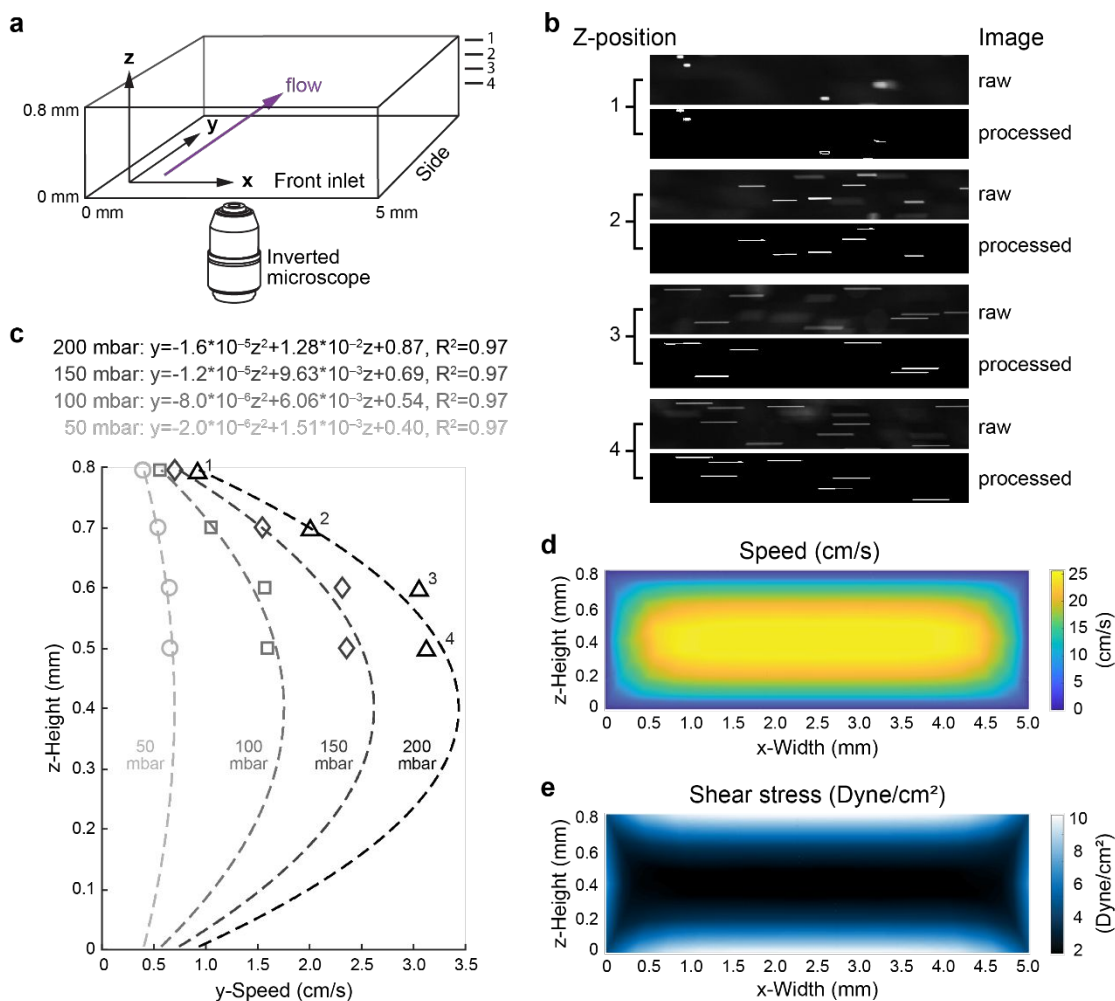 a
z
1
2
3
4
flow
0.8 mm
y
x
Front inlet
Side
0 mm
0 mm
5 mm
Inverted
microscope
b
Z-position
Image
raw
1
processed
raw
2
processed
raw
3
processed
raw
4
processed
c
200 mbar: y=-1.6*10⁻⁵z²+1.28*10⁻²z+0.87, R²=0.97
150 mbar: y=-1.2*10⁻⁵z²+9.63*10⁻³z+0.69, R²=0.97
100 mbar: y=-8.0*10⁻⁶z²+6.06*10⁻³z+0.54, R²=0.97
50 mbar: y=-2.0*10⁻⁶z²+1.51*10⁻³z+0.40, R²=0.97
0.8
0.7
0.6
0.5
0.4
0.3
0.2
0.1
0
z-Height (mm)
1
2
3
4
50
mbar
100
mbar
150
mbar
200
mbar
0 0.5 1.0 1.5 2.0 2.5 3.0 3.5
y-Speed (cm/s)
d
Speed (cm/s)
z-Height (mm)
0.8
0.6
0.4
0.2
0
0 0.5 1.0 1.5 2.0 2.5 3.0 3.5 4.0 4.5 5.0
x-Width (mm)
25
20
15
10
5
0
(cm/s)
e
Shear stress (Dyne/cm²)
z-Height (mm)
0.8
0.6
0.4
0.2
0
0 0.5 1.0 1.5 2.0 2.5 3.0 3.5 4.0 4.5 5.0
x-Width (mm)
10
8
6
4
2
(Dyne/cm²)